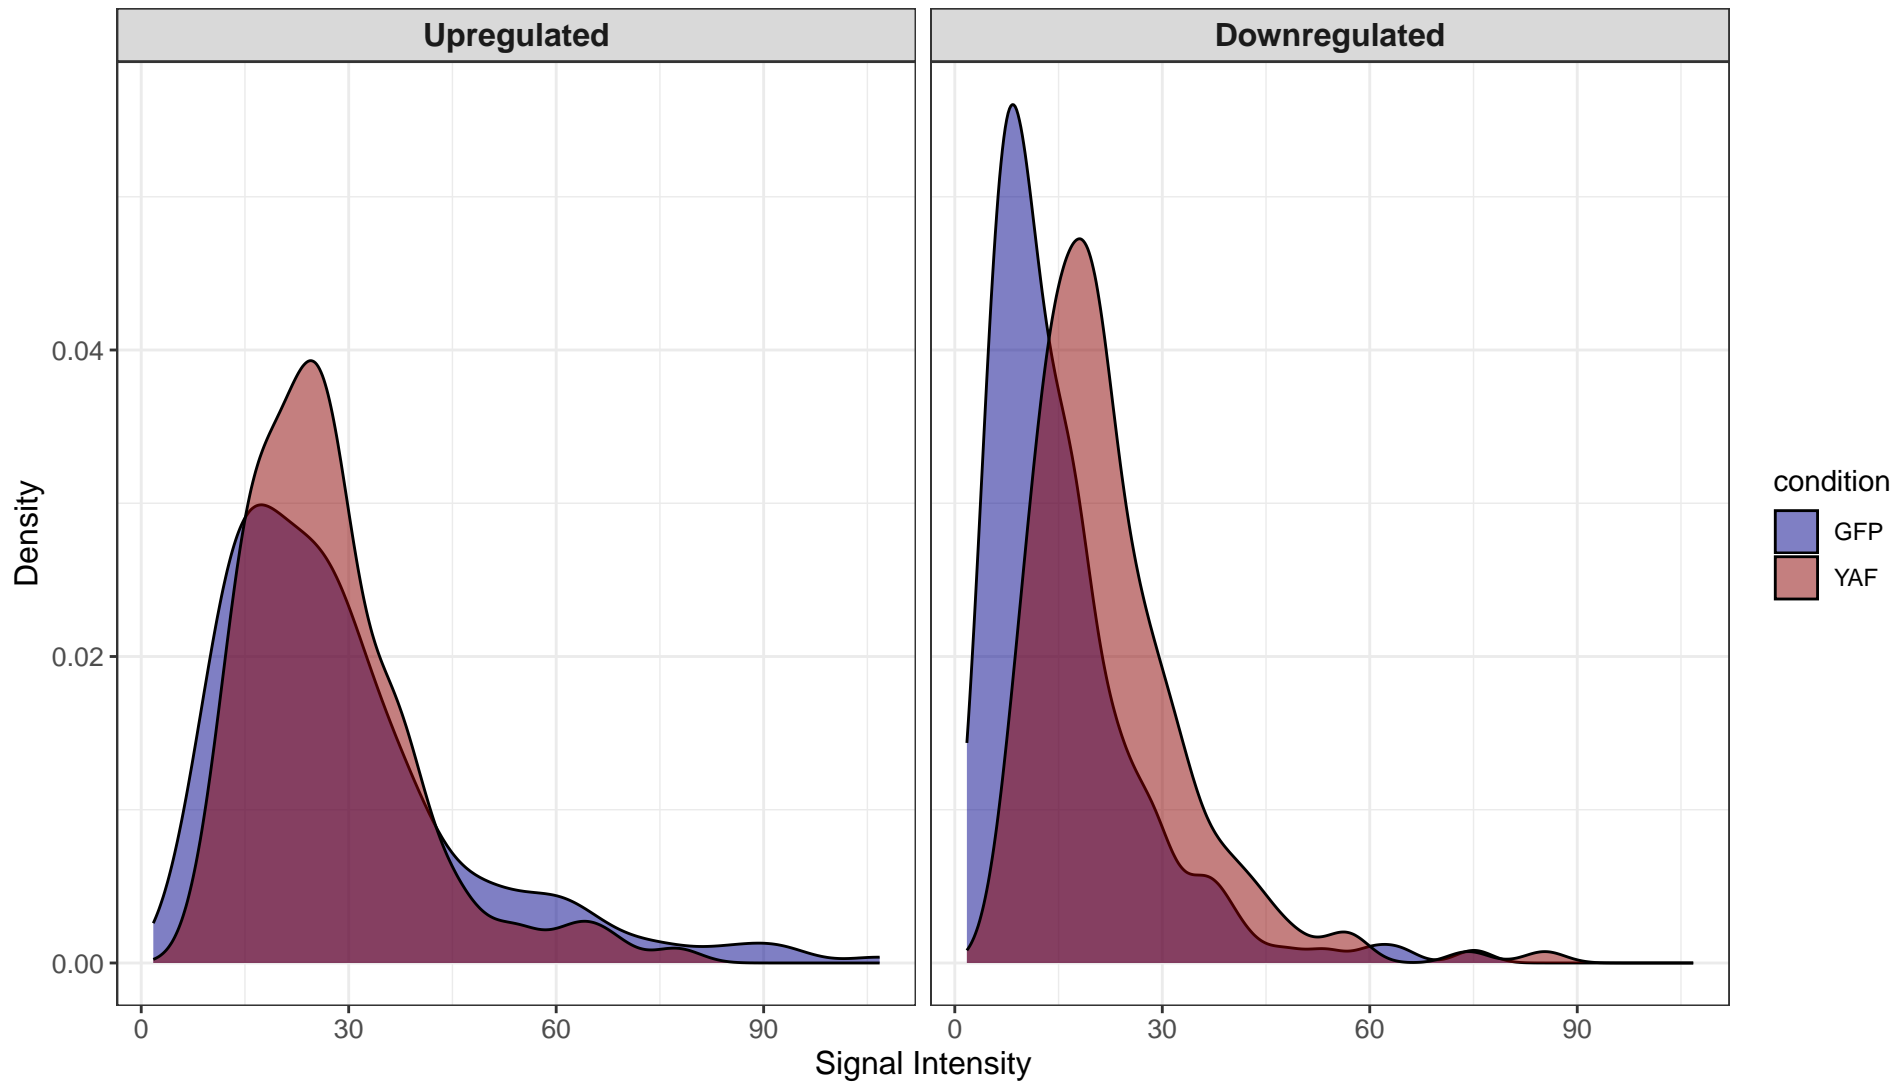 Upregulated
Downregulated
Density
0.04
0.02
0.00
0 30 60 90
0 30 60 90
Signal Intensity
condition
GFP
YAF